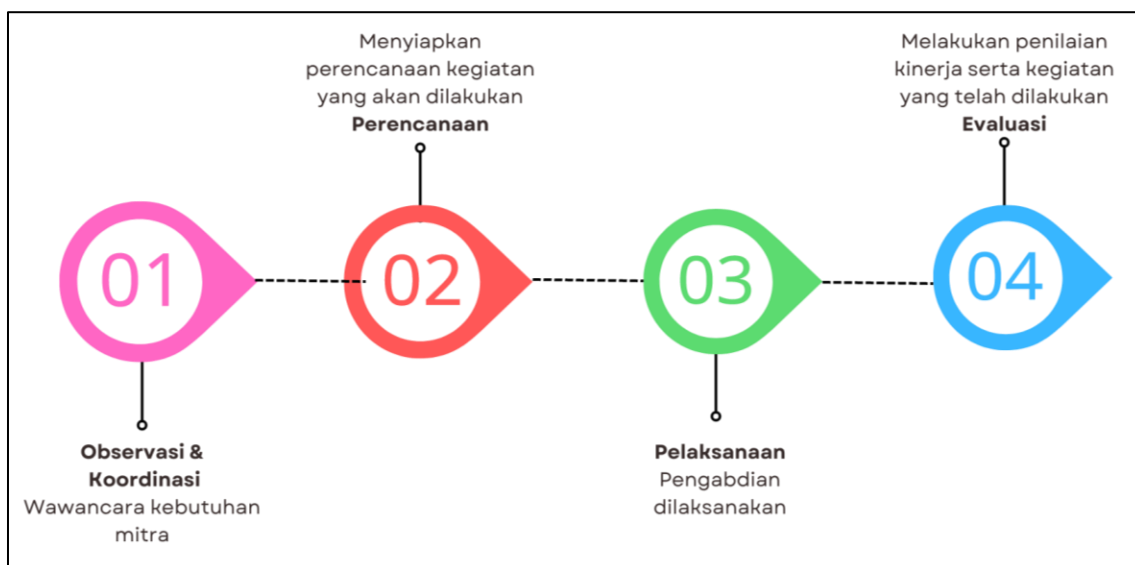 01
Observasi &
Koordinasi
Wawancara kebutuhan
mitra
Menyiapkan
perencanaan kegiatan
yang akan dilakukan
Perencanaan
02
03
Pelaksanaan
Pengabdian
dilaksanakan
Melakukan penilaian
kinerja serta kegiatan
yang telah dilakukan
Evaluasi
04